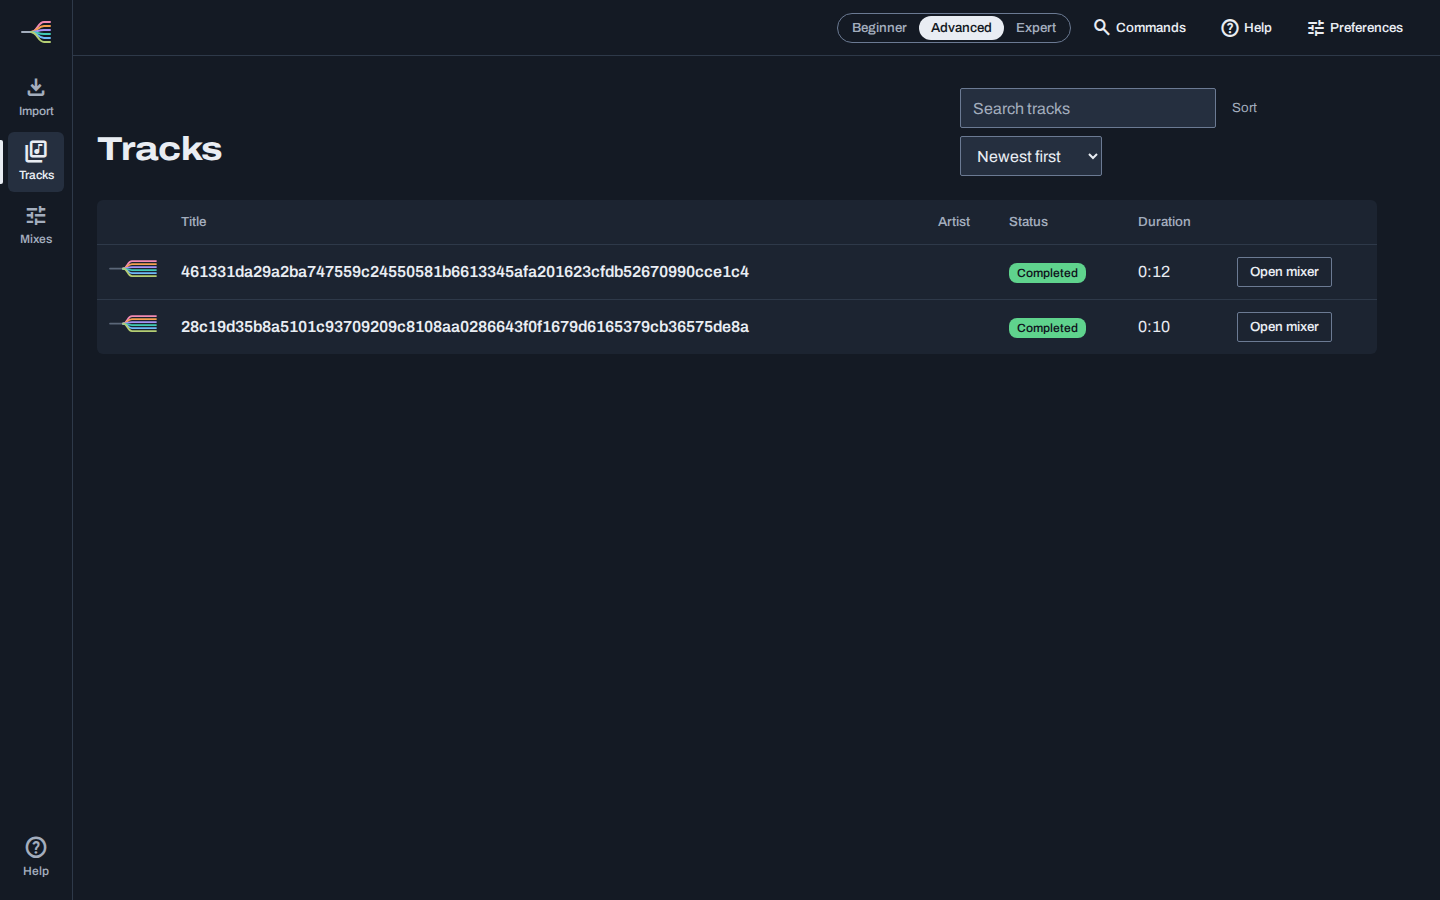 Beginner Advanced Expert Commands Help Preferences
Import
Tracks
Mixes
Help
Tracks
Search tracks
Sort
Newest first
Title Artist Status Duration
461331da29a2ba747559c24550581b6613345afa201623cfdb52670990cce1c4 Completed 0:12 Open mixer
28c19d35b8a5101c93709209c8108aa0286643f0f1679d6165379cb36575de8a Completed 0:10 Open mixer